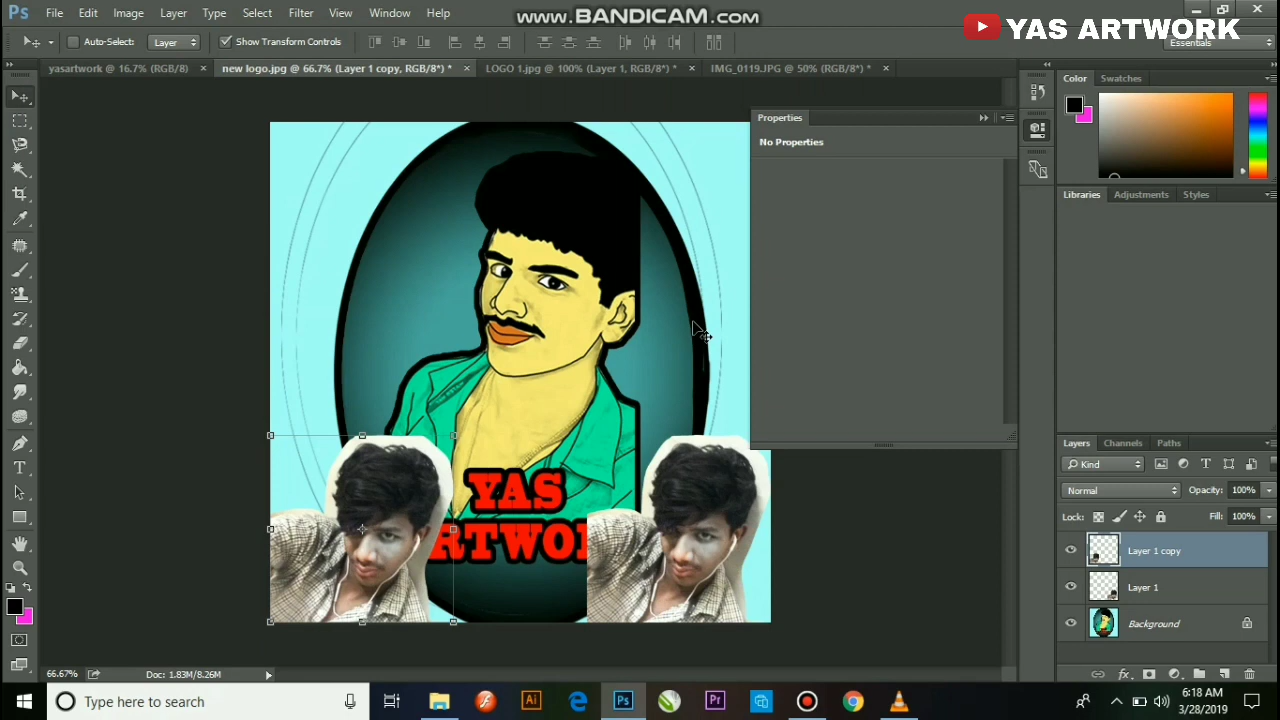 www.BANDICAM.com
YAS ARTWORK
Ps File Edit Image Layer Type Select Filter View Window Help
Auto-Select: Layer Show Transform Controls
Essentials
yasartwork @ 16.7% (RGB/8) ×
new logo.jpg @ 66.7% (Layer 1 copy, RGB/8*) * ×
LOGO 1.jpg @ 100% (Layer 1, RGB/8*) * ×
IMG_0119.JPG @ 50% (RGB/8*) * ×
Color Swatches
Properties
No Properties
Libraries Adjustments Styles
YAS
RTWO
Layers Channels Paths
Kind
Normal Opacity: 100%
Lock: Fill: 100%
Layer 1 copy
Layer 1
Background
66.67% Doc: 1.83M/8.26M
Type here to search
Ai Ps Pr
6:18 AM
3/28/2019